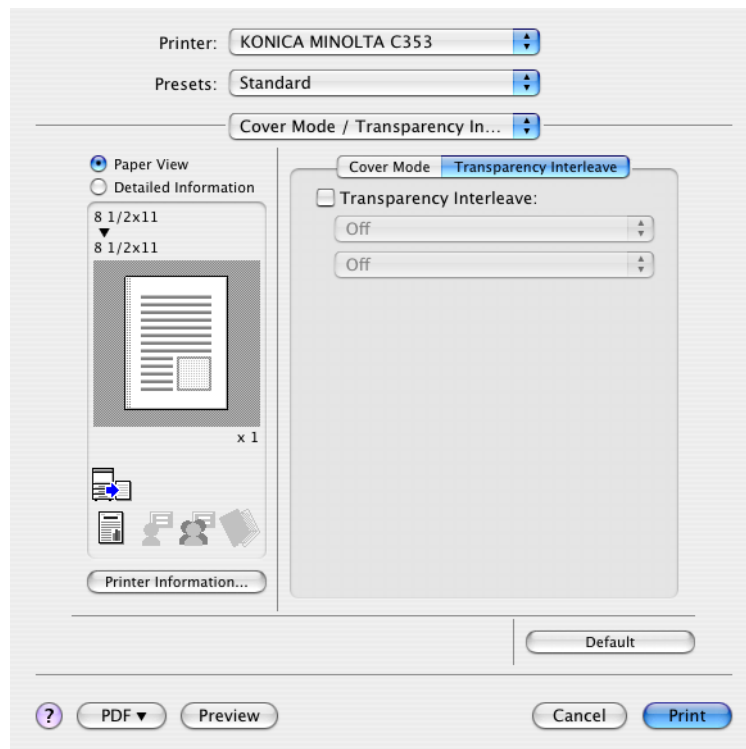 Printer: KONICA MINOLTA C353
Presets: Standard
Cover Mode / Transparency In...
Paper View
Detailed Information
8 1/2x11
8 1/2x11
x 1
Printer Information...
Cover Mode Transparency Interleave
Transparency Interleave:
Off
Off
Default
? PDF▼ Preview Cancel Print